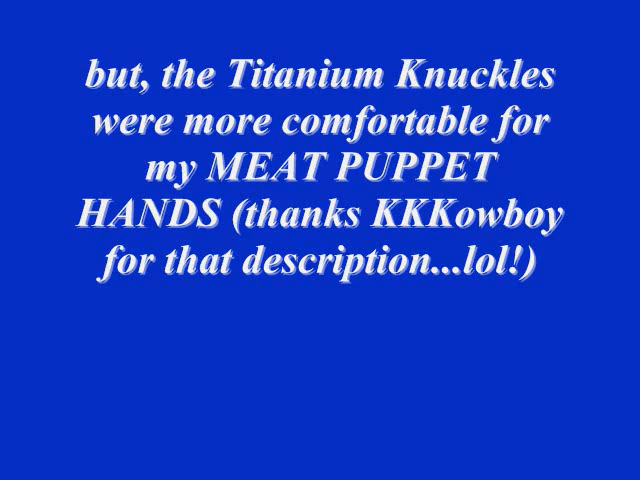 but, the Titanium Knuckles
were more comfortable for
my MEAT PUPPET
HANDS (thanks KKKowboy
for that description...lol!)